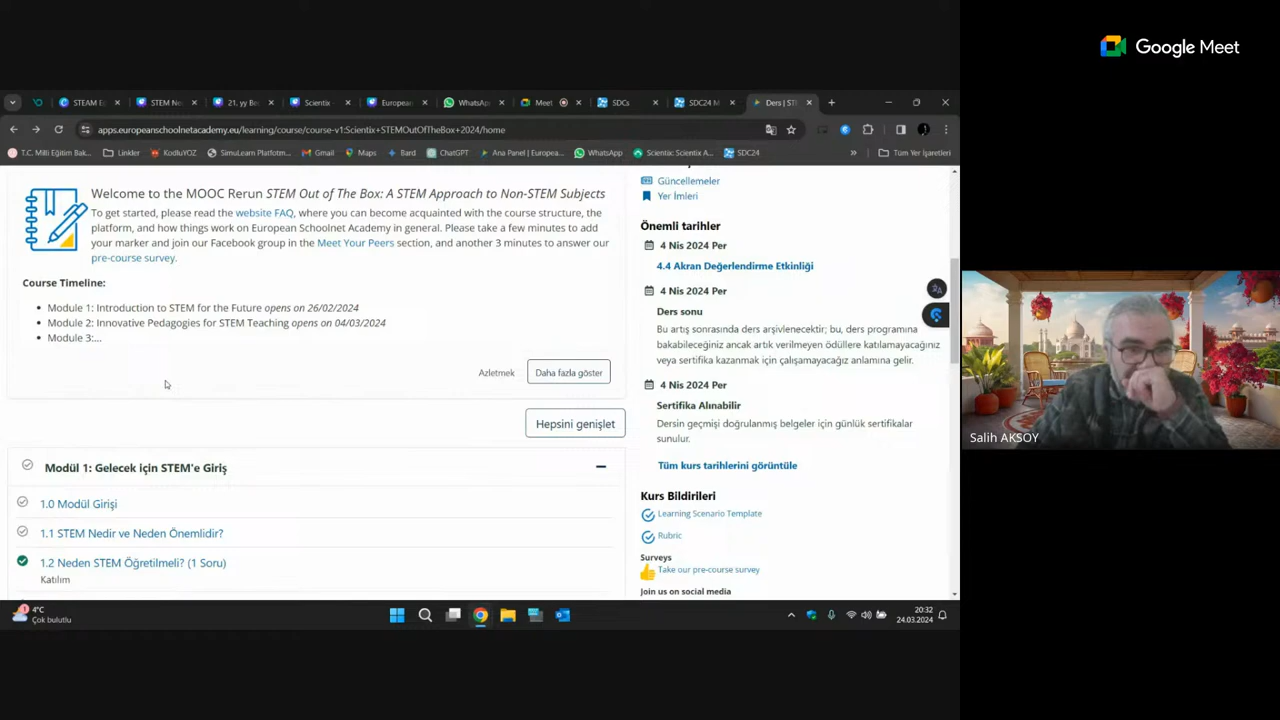 Google Meet
STEAM E
STEM Ne
21. yy Be
Scientix
European
WhatsAp
Meet
SDCs
SDC24 M
Ders | ST
apps.europeanschoolnetacademy.eu/learning/course/course-v1:Scientix+STEMOutOfTheBox+2024/home
T.C. Milli Eğitim Bak...
Linkler
KodluYOZ
SimuLearn Platfotm...
Gmail
Maps
Bard
ChatGPT
Ana Panel | Europea...
WhatsApp
Scientix: Scientix A...
SDC24
»
Tüm Yer İşaretleri
Welcome to the MOOC Rerun STEM Out of The Box: A STEM Approach to Non-STEM Subjects
To get started, please read the website FAQ, where you can become acquainted with the course structure, the
platform, and how things work on European Schoolnet Academy in general. Please take a few minutes to add
your marker and join our Facebook group in the Meet Your Peers section, and another 3 minutes to answer our
pre-course survey.
Course Timeline:
Module 1: Introduction to STEM for the Future opens on 26/02/2024
Module 2: Innovative Pedagogies for STEM Teaching opens on 04/03/2024
Module 3:...
Azletmek
Daha fazla göster
Hepsini genişlet
Modül 1: Gelecek için STEM'e Giriş
1.0 Modül Girişi
1.1 STEM Nedir ve Neden Önemlidir?
1.2 Neden STEM Öğretilmeli? (1 Soru)
Katılım
Güncellemeler
Yer İmleri
Önemli tarihler
4 Nis 2024 Per
4.4 Akran Değerlendirme Etkinliği
4 Nis 2024 Per
Ders sonu
Bu artış sonrasında ders arşivlenecektir; bu, ders programına
bakabileceğiniz ancak artık verilmeyen ödüllere katılamayacağınız
veya sertifika kazanmak için çalışamayacağız anlamına gelir.
4 Nis 2024 Per
Sertifika Alınabilir
Dersin geçmişi doğrulanmış belgeler için günlük sertifikalar
sunulur.
Tüm kurs tarihlerini görüntüle
Kurs Bildirileri
Learning Scenario Template
Rubric
Surveys
Take our pre-course survey
Join us on social media
Salih AKSOY
1
4°C
Çok bulutlu
20:32
24.03.2024